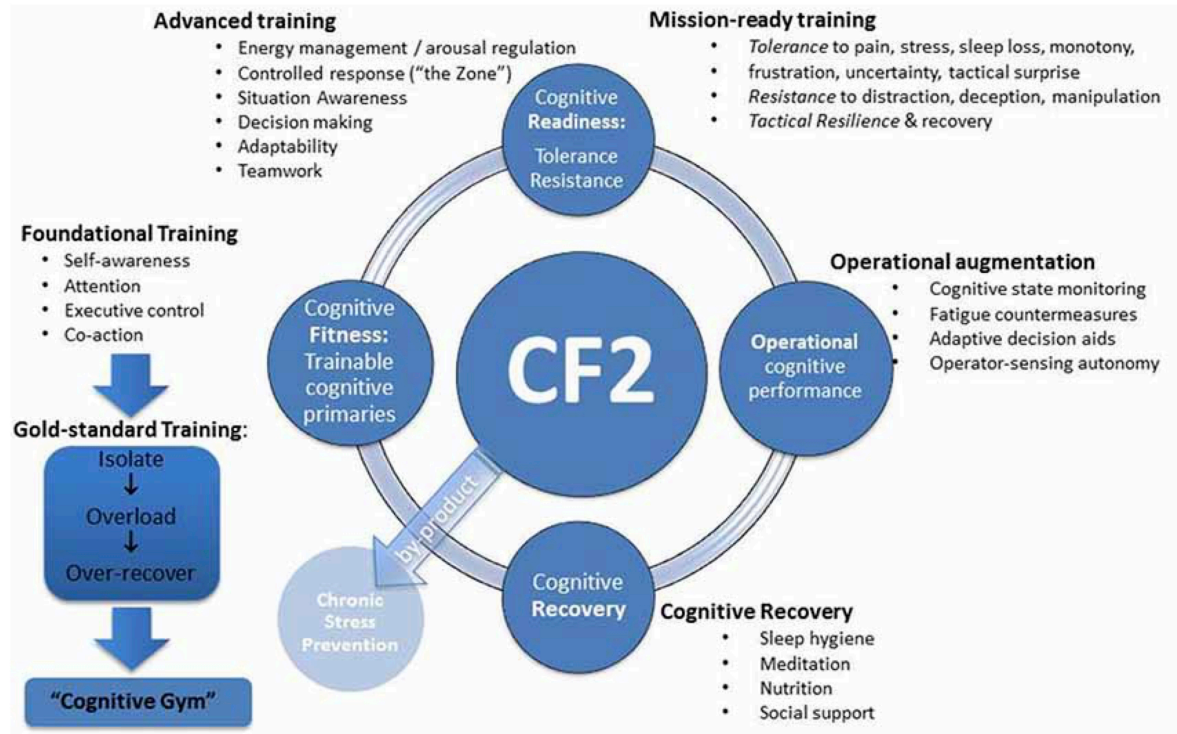 Advanced training
• Energy management / arousal regulation
• Controlled response (“the Zone”)
• Situation Awareness
• Decision making
• Adaptability
• Teamwork
Mission-ready training
• Tolerance to pain, stress, sleep loss, monotony,
• frustration, uncertainty, tactical surprise
• Resistance to distraction, deception, manipulation
• Tactical Resilience & recovery
Cognitive
Readiness:
Tolerance
Resistance
Foundational Training
• Self-awareness
• Attention
• Executive control
• Co-action
Gold-standard Training:
Isolate
↓
Overload
↓
Over-recover
“Cognitive Gym”
Cognitive
Fitness:
Trainable
cognitive
primaries
CF2
Operational
cognitive
performance
Operational augmentation
• Cognitive state monitoring
• Fatigue countermeasures
• Adaptive decision aids
• Operator-sensing autonomy
by-product
Chronic
Stress
Prevention
Cognitive
Recovery
Cognitive Recovery
• Sleep hygiene
• Meditation
• Nutrition
• Social support